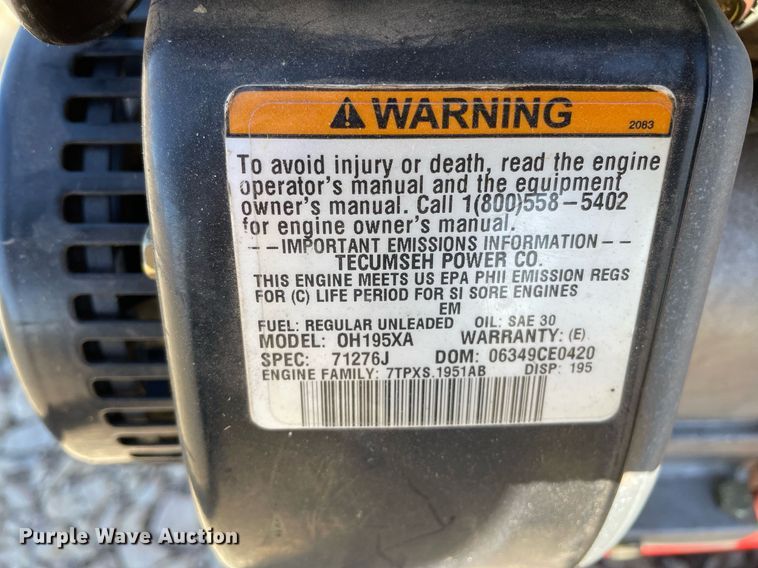 ⚠ WARNING
2083
To avoid injury or death, read the engine
operator's manual and the equipment
owner's manual. Call 1(800)558-5402
for engine owner's manual.
--IMPORTANT EMISSIONS INFORMATION--
TECUMSEH POWER CO.
THIS ENGINE MEETS US EPA PHII EMISSION REGS
FOR (C) LIFE PERIOD FOR SI SORE ENGINES
EM
FUEL: REGULAR UNLEADED OIL: SAE 30
MODEL: OH195XA WARRANTY: (E)
SPEC: 71276J DOM: 06349CE0420
ENGINE FAMILY: 7TPXS.1951AB DISP: 195
Purple Wave Auction®